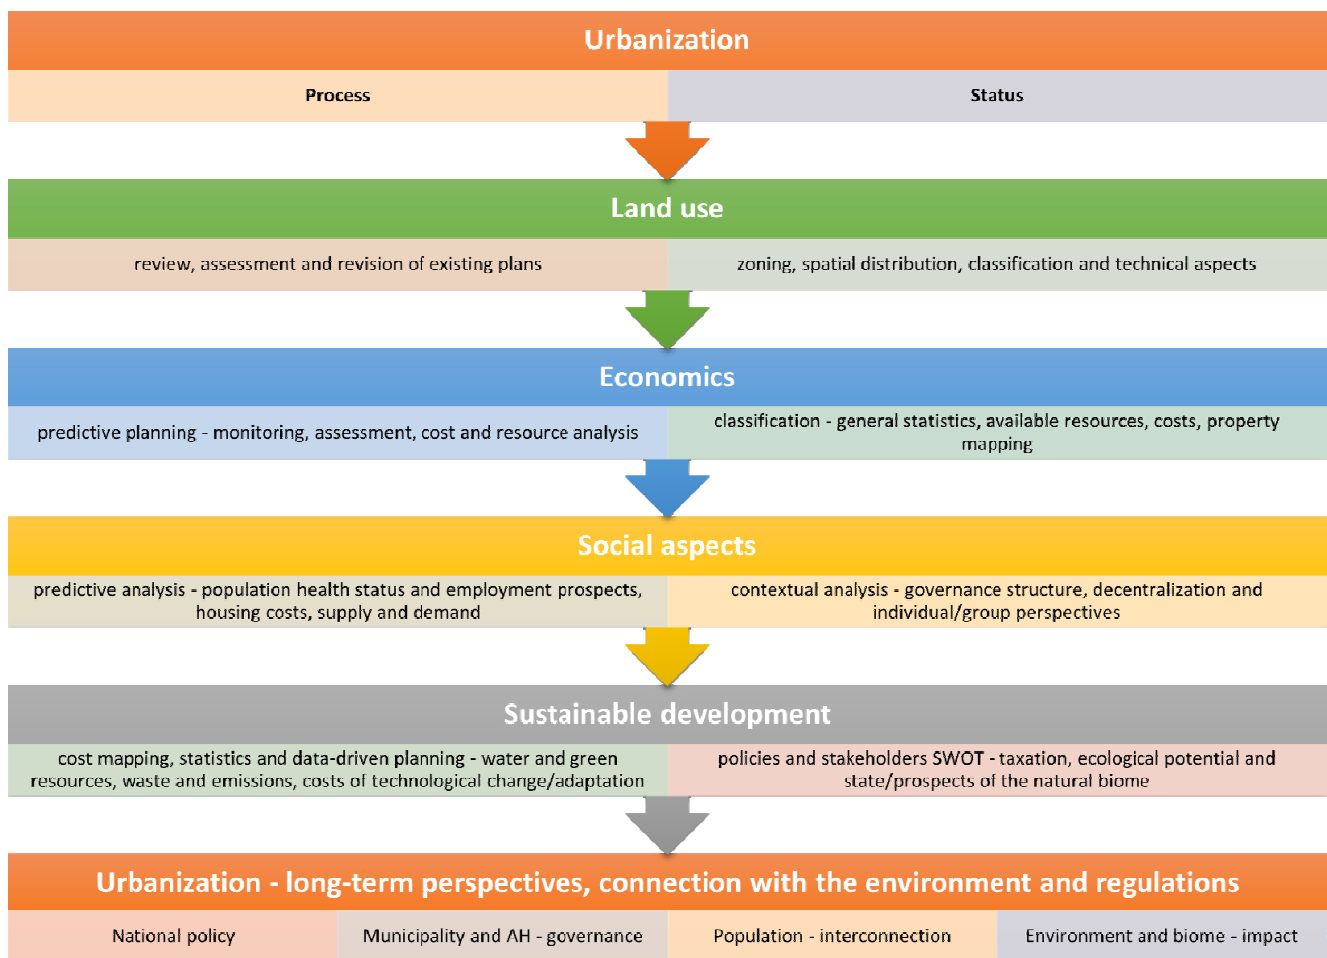 Urbanization
Process
Status
Land use
review, assessment and revision of existing plans
zoning, spatial distribution, classification and technical aspects
Economics
predictive planning - monitoring, assessment, cost and resource analysis
classification - general statistics, available resources, costs, property
mapping
Social aspects
predictive analysis - population health status and employment prospects,
housing costs, supply and demand
contextual analysis - governance structure, decentralization and
individual/group perspectives
Sustainable development
cost mapping, statistics and data-driven planning - water and green
resources, waste and emissions, costs of technological change/adaptation
policies and stakeholders SWOT - taxation, ecological potential and
state/prospects of the natural biome
Urbanization - long-term perspectives, connection with the environment and regulations
National policy
Municipality and AH - governance
Population - interconnection
Environment and biome - impact